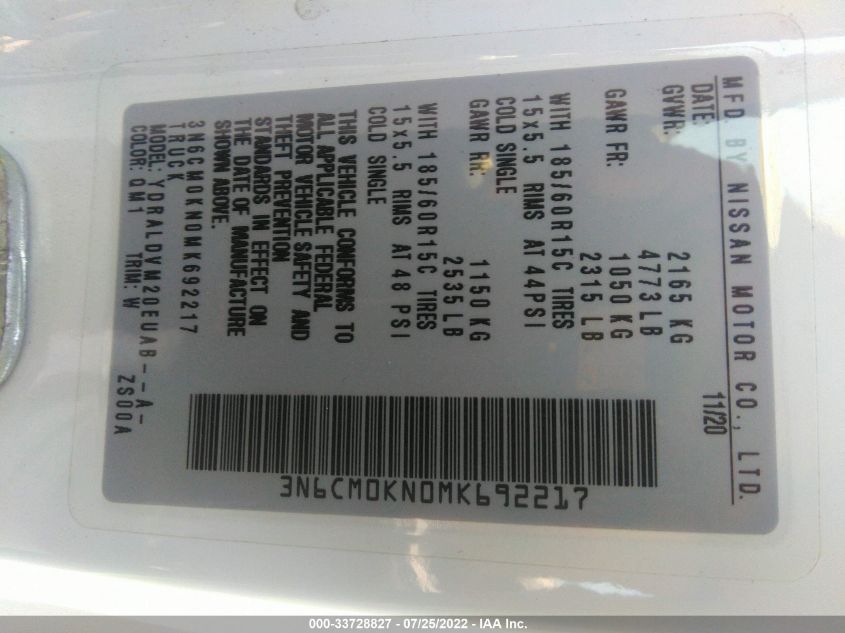 MFD BY NISSAN MOTOR CO., LTD.
DATE: 11/20
GVWR: 2165 KG
4773 LB
GAWR FR: 1050 KG
2315 LB
WITH 185/60R15C TIRES
15x5.5 RIMS AT 44PSI
COLD SINGLE
GAWR RR: 1150 KG
2535 LB
WITH 185/60R15C TIRES
15x5.5 RIMS AT 48 PSI
COLD SINGLE
THIS VEHICLE CONFORMS TO
ALL APPLICABLE FEDERAL
MOTOR VEHICLE SAFETY AND
THEFT PREVENTION
STANDARDS IN EFFECT ON
THE DATE OF MANUFACTURE
SHOWN ABOVE.
3N6CM0KN0MK692217
TRUCK
MODEL: YDRALDVM20EUAB--A-
COLOR: QM1 TRIM: W ZS00A
3N6CM0KN0MK692217
000-33728827 - 07/25/2022 - IAA Inc.